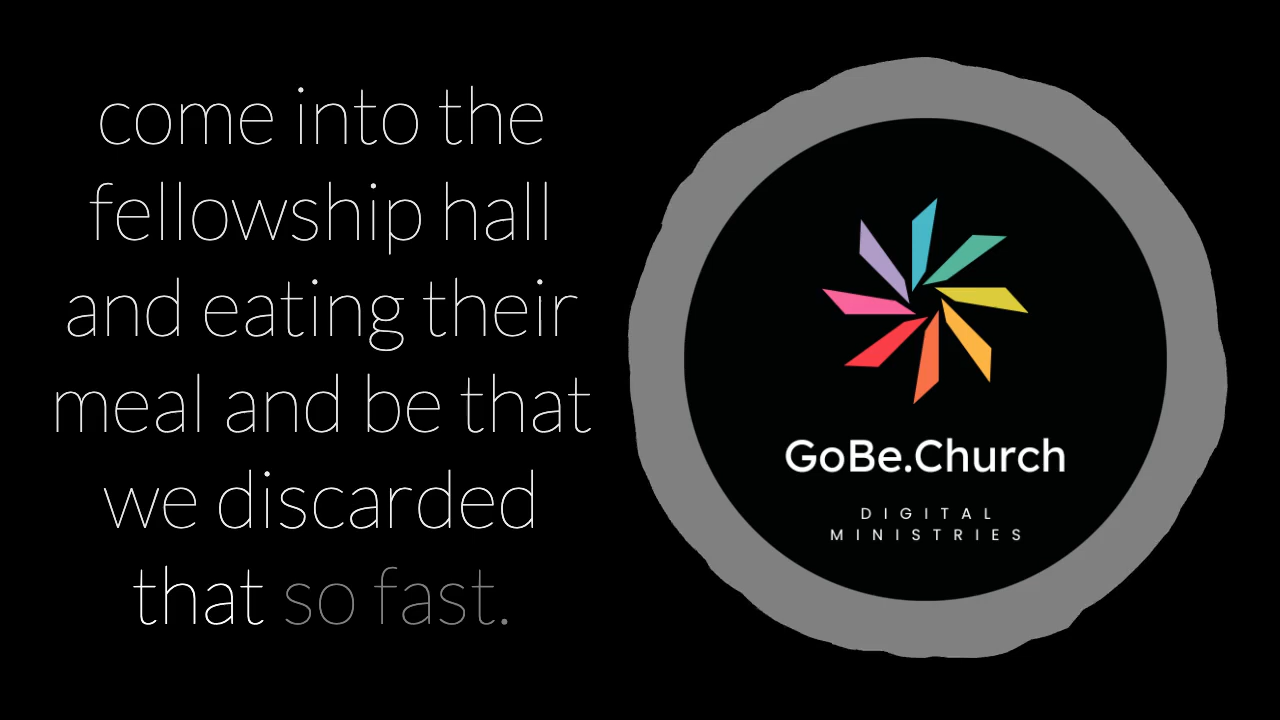 come into the
fellowship hall
and eating their
meal and be that
we discarded
that so fast.
GoBe.Church
DIGITAL
MINISTRIES